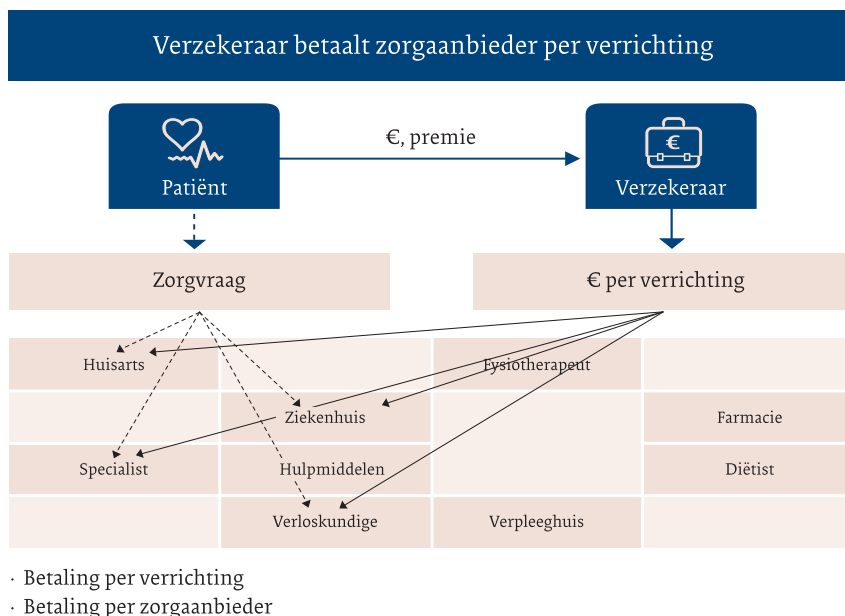 Verzekeraar betaalt zorgaanbieder per verrichting
€, premie
€
Patiënt
Verzekeraar
Zorgvraag
€ per verrichting
Huisarts
Fysiotherapeut
Ziekenhuis
Farmacie
Specialist
Hulpmiddelen
Diëtist
Verloskundige
Verpleeghuis
· Betaling per verrichting
· Betaling per zorgaanbieder